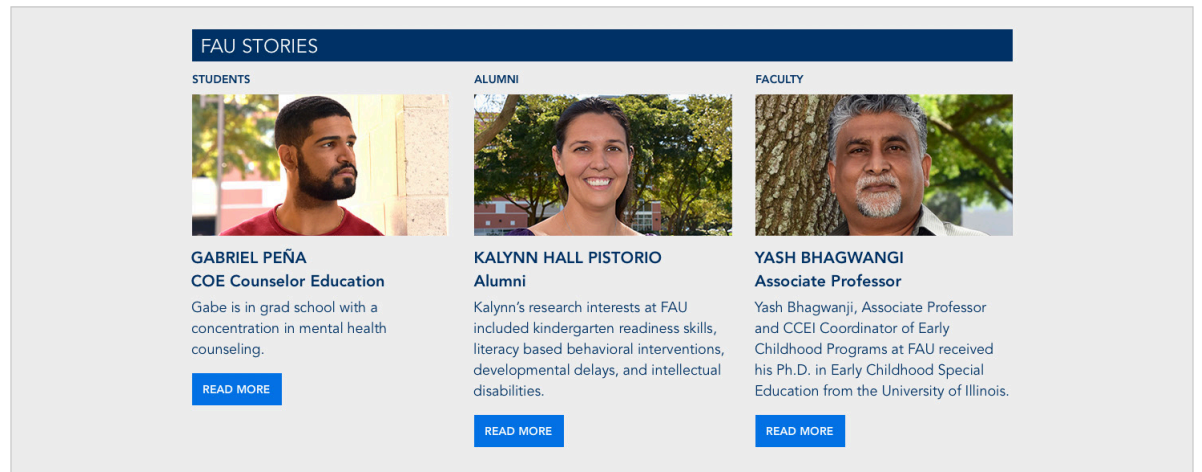 FAU STORIES
STUDENTS
GABRIEL PEÑA
COE Counselor Education
Gabe is in grad school with a
concentration in mental health
counseling.
READ MORE
ALUMNI
KALYNN HALL PISTORIO
Alumni
Kalynn’s research interests at FAU
included kindergarten readiness skills,
literacy based behavioral interventions,
developmental delays, and intellectual
disabilities.
READ MORE
FACULTY
YASH BHAGWANGI
Associate Professor
Yash Bhagwanji, Associate Professor
and CCEI Coordinator of Early
Childhood Programs at FAU received
his Ph.D. in Early Childhood Special
Education from the University of Illinois.
READ MORE